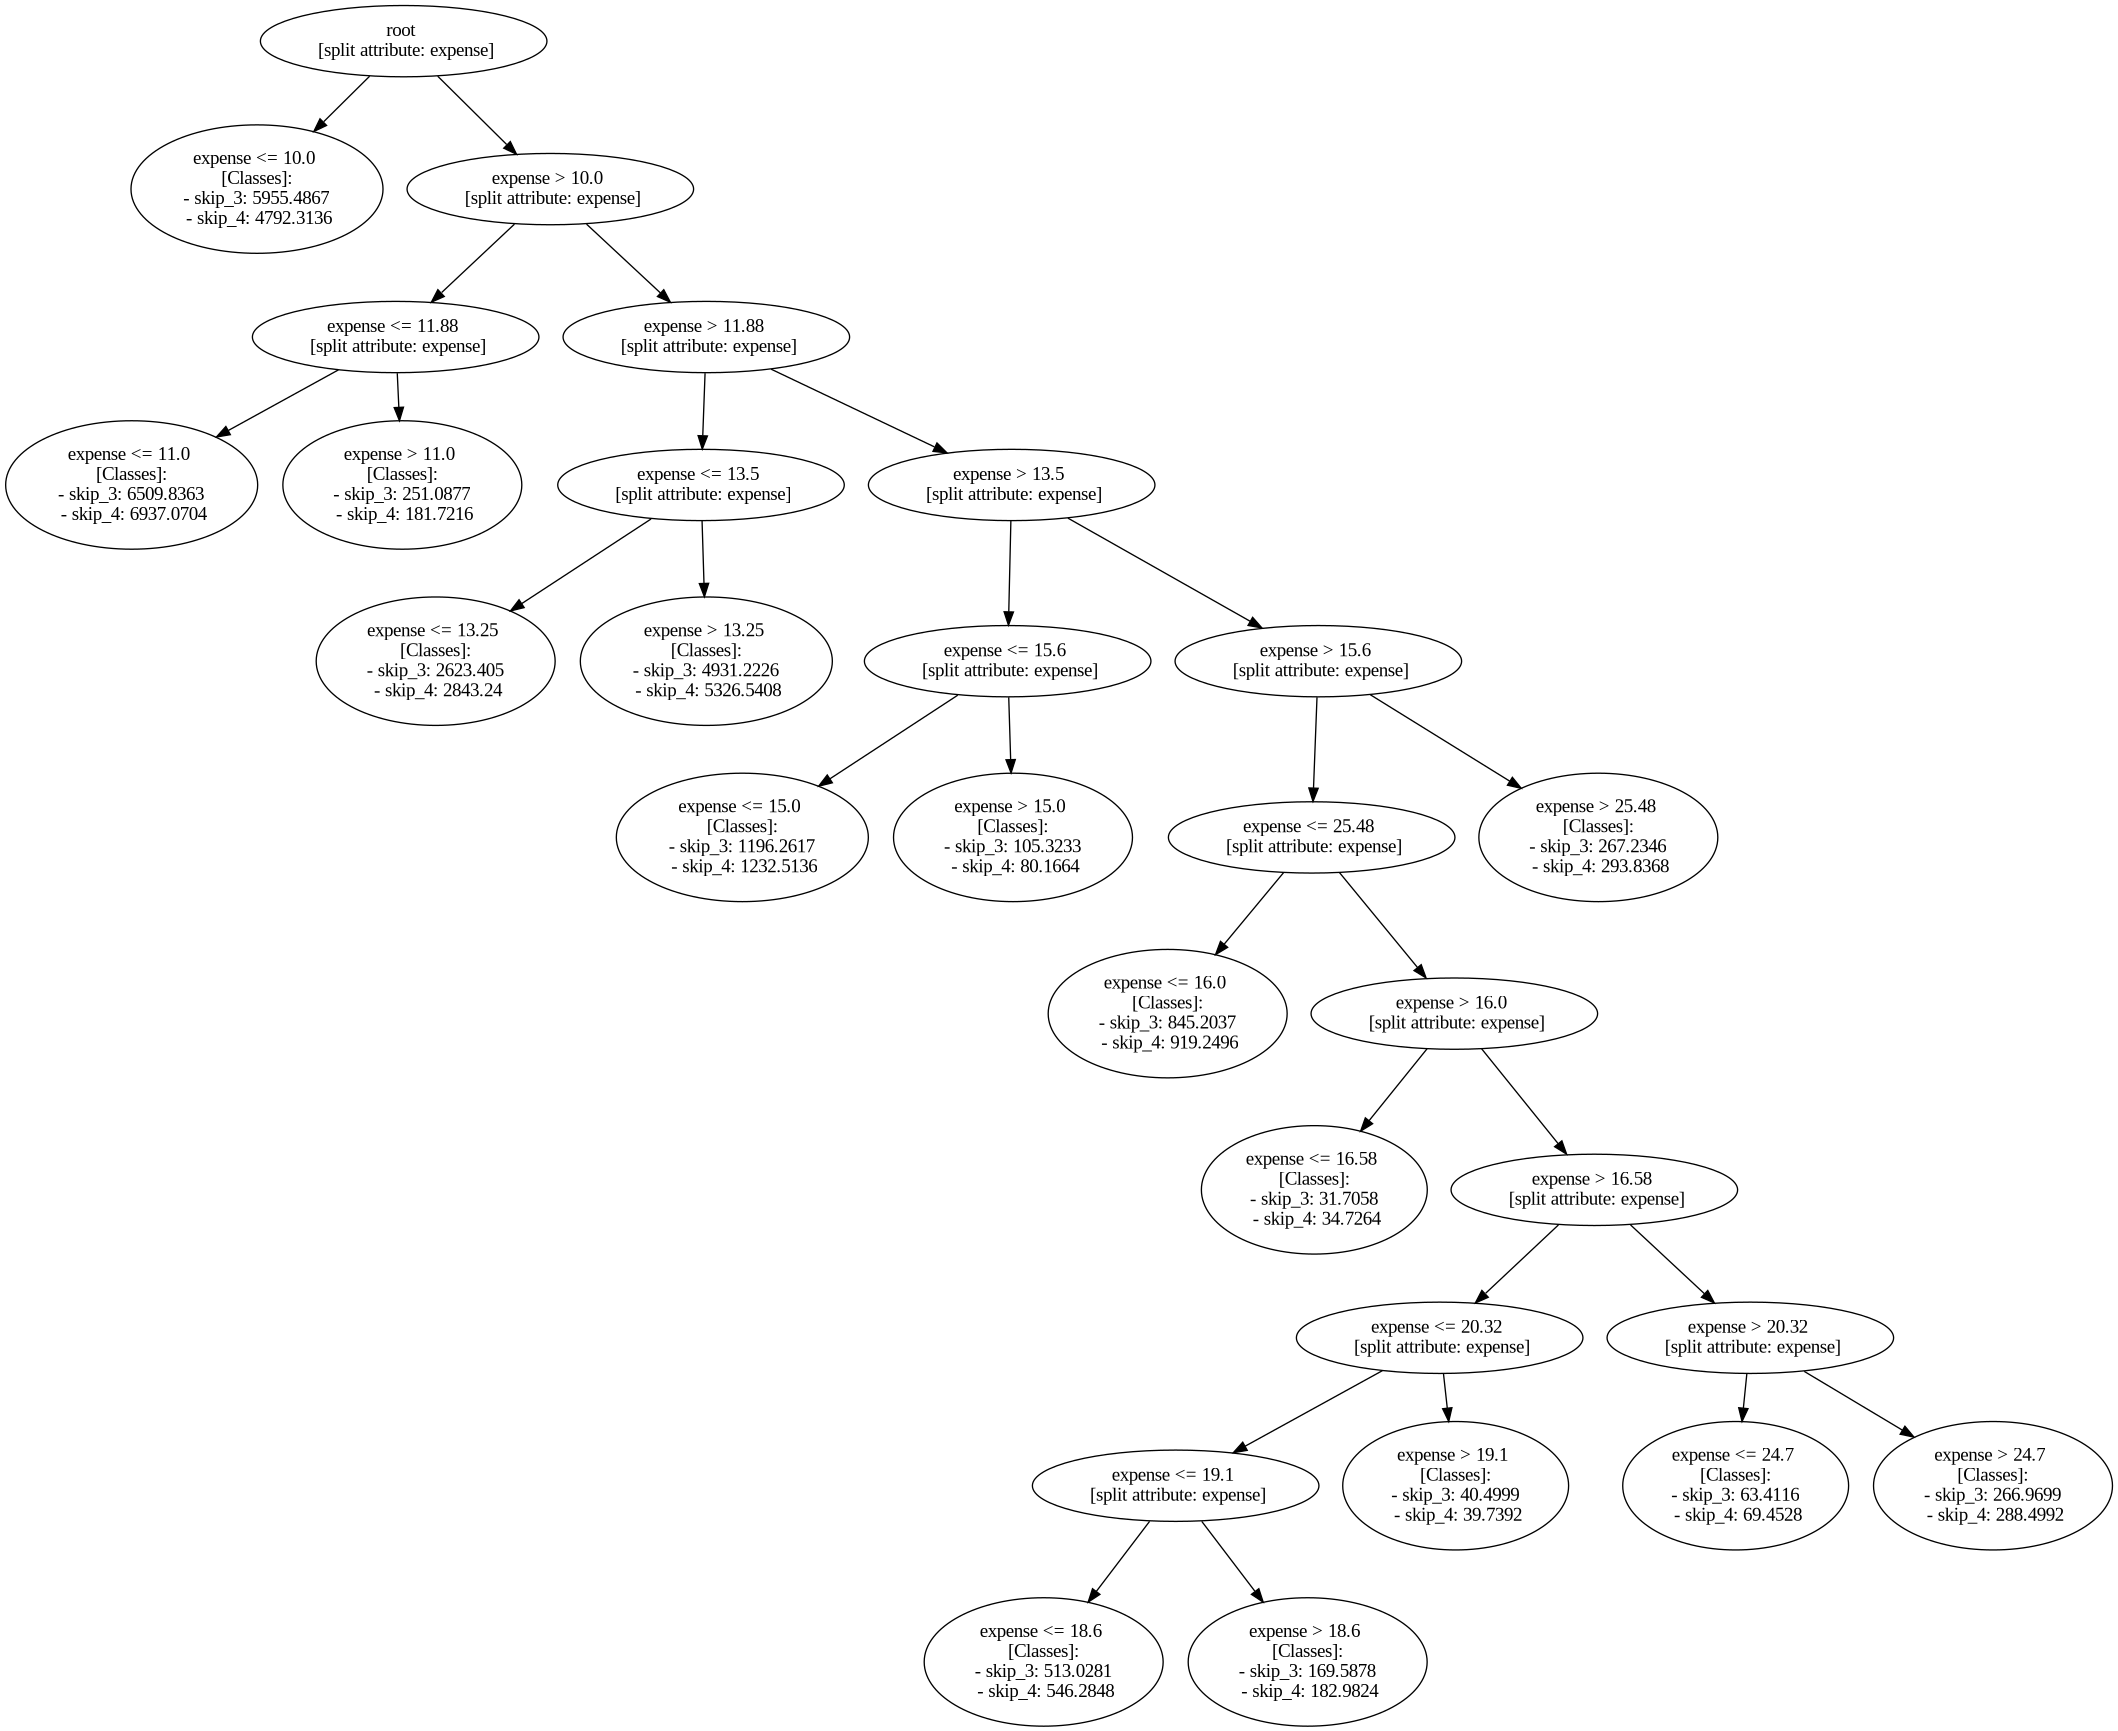 root
[split attribute: expense]
expense <= 10.0
[Classes]:
- skip_3: 5955.4867
- skip_4: 4792.3136
expense > 10.0
[split attribute: expense]
expense <= 11.88
[split attribute: expense]
expense > 11.88
[split attribute: expense]
expense <= 11.0
[Classes]:
- skip_3: 6509.8363
- skip_4: 6937.0704
expense > 11.0
[Classes]:
- skip_3: 251.0877
- skip_4: 181.7216
expense <= 13.5
[split attribute: expense]
expense > 13.5
[split attribute: expense]
expense <= 13.25
[Classes]:
- skip_3: 2623.405
- skip_4: 2843.24
expense > 13.25
[Classes]:
- skip_3: 4931.2226
- skip_4: 5326.5408
expense <= 15.6
[split attribute: expense]
expense > 15.6
[split attribute: expense]
expense <= 15.0
[Classes]:
- skip_3: 1196.2617
- skip_4: 1232.5136
expense > 15.0
[Classes]:
- skip_3: 105.3233
- skip_4: 80.1664
expense <= 25.48
[split attribute: expense]
expense > 25.48
[Classes]:
- skip_3: 267.2346
- skip_4: 293.8368
expense <= 16.0
[Classes]:
- skip_3: 845.2037
- skip_4: 919.2496
expense > 16.0
[split attribute: expense]
expense <= 16.58
[Classes]:
- skip_3: 31.7058
- skip_4: 34.7264
expense > 16.58
[split attribute: expense]
expense <= 20.32
[split attribute: expense]
expense > 20.32
[split attribute: expense]
expense <= 19.1
[split attribute: expense]
expense > 19.1
[Classes]:
- skip_3: 40.4999
- skip_4: 39.7392
expense <= 24.7
[Classes]:
- skip_3: 63.4116
- skip_4: 69.4528
expense > 24.7
[Classes]:
- skip_3: 266.9699
- skip_4: 288.4992
expense <= 18.6
[Classes]:
- skip_3: 513.0281
- skip_4: 546.2848
expense > 18.6
[Classes]:
- skip_3: 169.5878
- skip_4: 182.9824